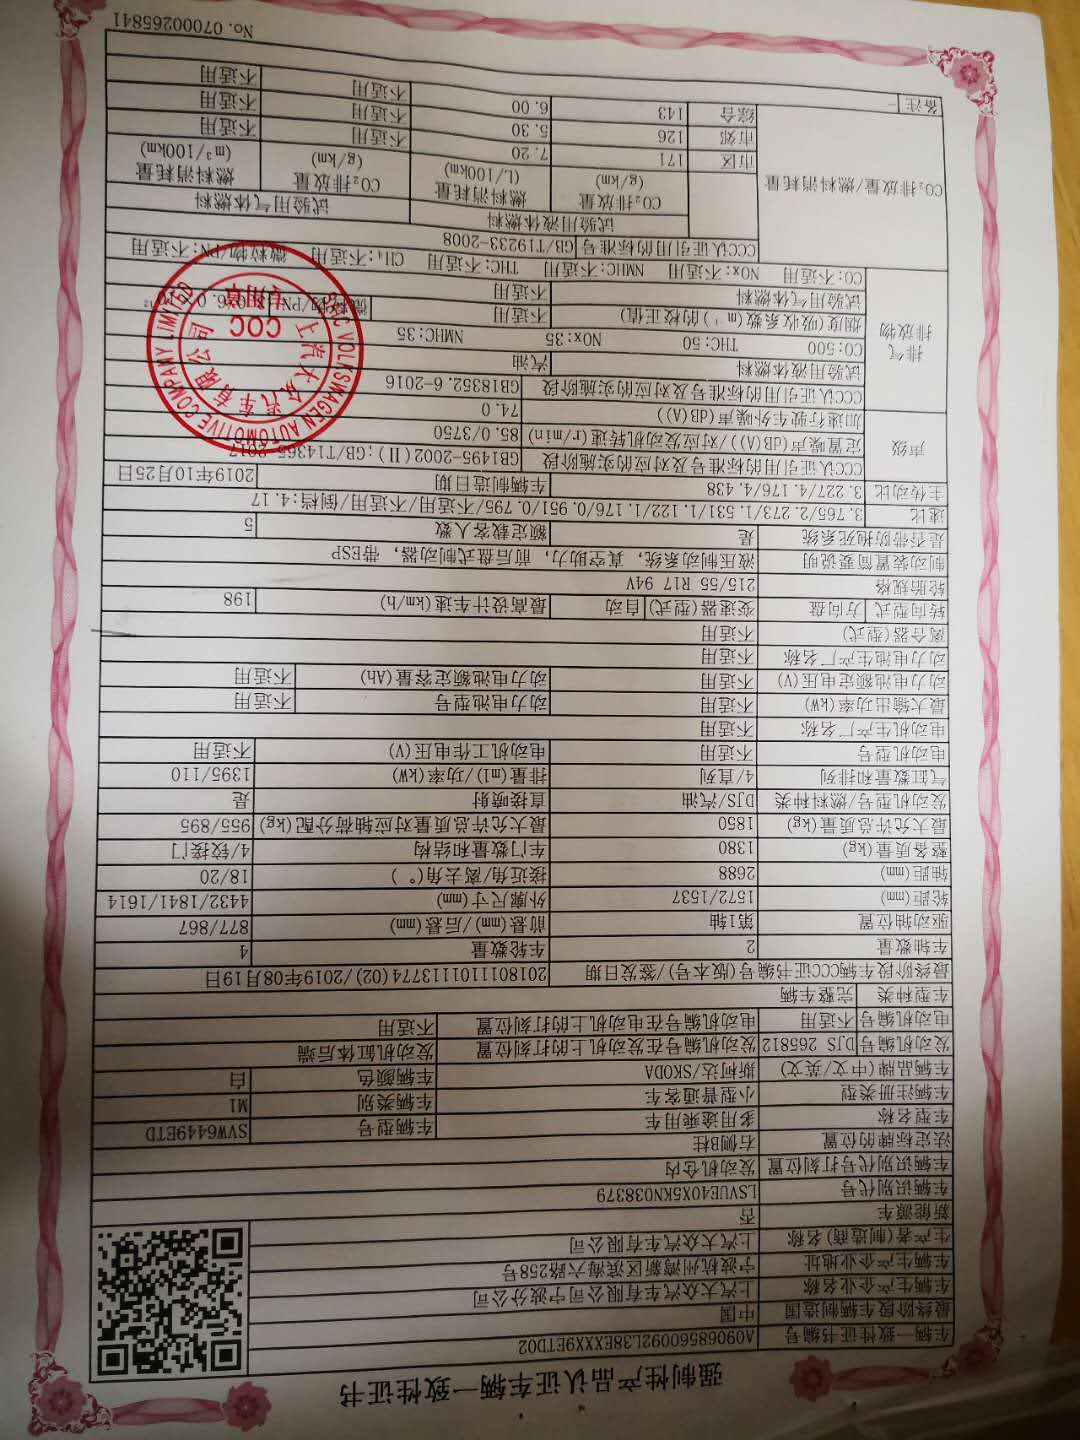 强制性产品认证车辆一致性证书
车辆一致性证书编号 A09068560092L38EXXX9ETD02
最终阶段车辆制造国 中国
车辆生产企业名称 上汽大众汽车有限公司宁波分公司
车辆生产企业地址 宁波杭州湾新区滨海六路258号
生产者(制造商)名称 上汽大众汽车有限公司
新能源车 否
车辆识别代号 LSVUE40X5KN038379
车辆识别代号打刻位置 发动机仓内
法定标牌的位置 右侧B柱
车型名称 多用途乘用车 车辆型号 SVW6449ETD
车辆注册类型 小型普通客车 车辆类别 M1
车辆品牌(中文/英文) 斯柯达/SKODA 车辆颜色 白
发动机编号 DJS 265812 发动机编号在发动机上的打刻位置 发动机缸体后端
电动机编号 不适用 电动机编号在电动机上的打刻位置 不适用
车型种类 完整车辆
最终阶段车辆CCC证书编号(版本号)/签发日期 2018011101113774(02)/2019年08月19日
车轴数量 2 车轮数量 4
驱动轴位置 第1轴 前悬(mm)/后悬(mm) 877/867
轮距(mm) 1572/1537 外廓尺寸(mm) 4432/1841/1614
轴距(mm) 2688 接近角/离去角(°) 18/20
整备质量(kg) 1380 车门数量和结构 4/铰接门
最大允许总质量(kg) 1850 最大允许总质量对应轴荷分配(kg) 955/895
发动机型号/燃料种类 DJS/汽油 直接喷射 是
气缸数量和排列 4/直列 排量(ml)/功率(kW) 1395/110
电动机型号 不适用 电动机工作电压(V) 不适用
电动机生产厂名称 不适用
最大输出功率(kW) 不适用 动力电池型号 不适用
动力电池额定电压(V) 不适用 动力电池额定容量(Ah) 不适用
动力电池生产厂名称 不适用
离合器(型式) 不适用
转向型式 方向盘 变速器(型式) 自动 最高设计车速(km/h) 198
轮胎规格 215/55 R17 94V
制动装置简要说明 液压制动系统，真空助力，前后盘式制动器，带ESP
是否带防抱死系统 是 额定载客人数 5
速比 3.765/2.273/1.531/1.122/1.176/0.951/0.795/不适用/不适用/倒档:4.17
主传动比 3.227/4.176/4.438 车辆制造日期 2019年10月25日
声级 CCC认证引用的标准号及对应的实施阶段 GB1495-2002(II);GB/T14365-2017
定置噪声(dB(A))/对应发动机转速(r/min) 85.0/3750
加速行驶车外噪声(dB(A)) 74.0
排气排放物 CCC认证引用的标准号及对应的实施阶段 GB18352.6-2016
试验用液体燃料 汽油
CO:500 THC:50 NOx:35 NMHC:35
烟度(吸收系数(m⁻¹)的校正值) 不适用
试验用气体燃料 不适用
CO:不适用 NOx:不适用 NMHC:不适用 THC:不适用 CH₄:不适用 微粒物/PN:不适用
CO₂排放量/燃料消耗量 CCC认证引用的标准号 GB/T19233-2008
试验用液体燃料 试验用气体燃料
CO₂排放量(g/km) 燃料消耗量(L/100km) CO₂排放量(g/km) 燃料消耗量(m³/100km)
市区 171 7.20 不适用 不适用
市郊 126 5.30 不适用 不适用
综合 143 6.00 不适用 不适用
备注 —
No. 07000265841
SAIC VOLKSWAGEN AUTOMOTIVE COMPANY LIMITED
上汽大众汽车有限公司
COC
专用章